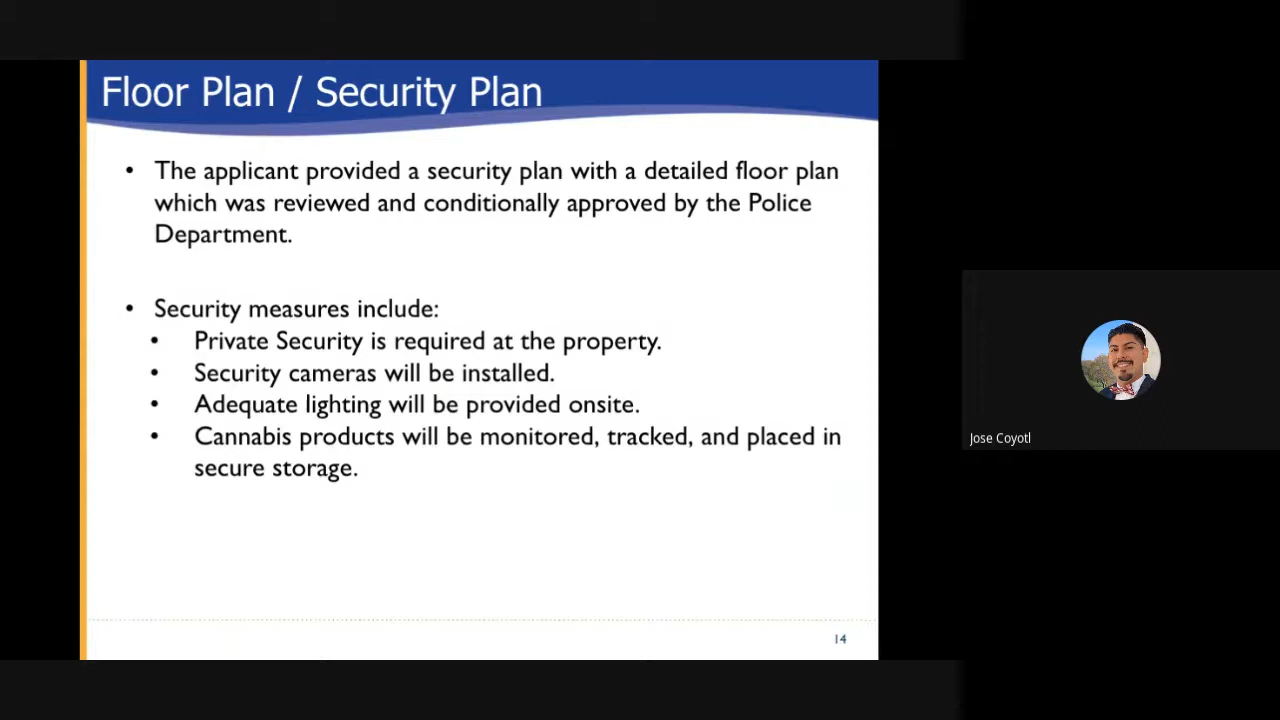 Floor Plan / Security Plan
• The applicant provided a security plan with a detailed floor plan
which was reviewed and conditionally approved by the Police
Department.
• Security measures include:
• Private Security is required at the property.
• Security cameras will be installed.
• Adequate lighting will be provided onsite.
• Cannabis products will be monitored, tracked, and placed in
secure storage.
14
Jose Coyotl